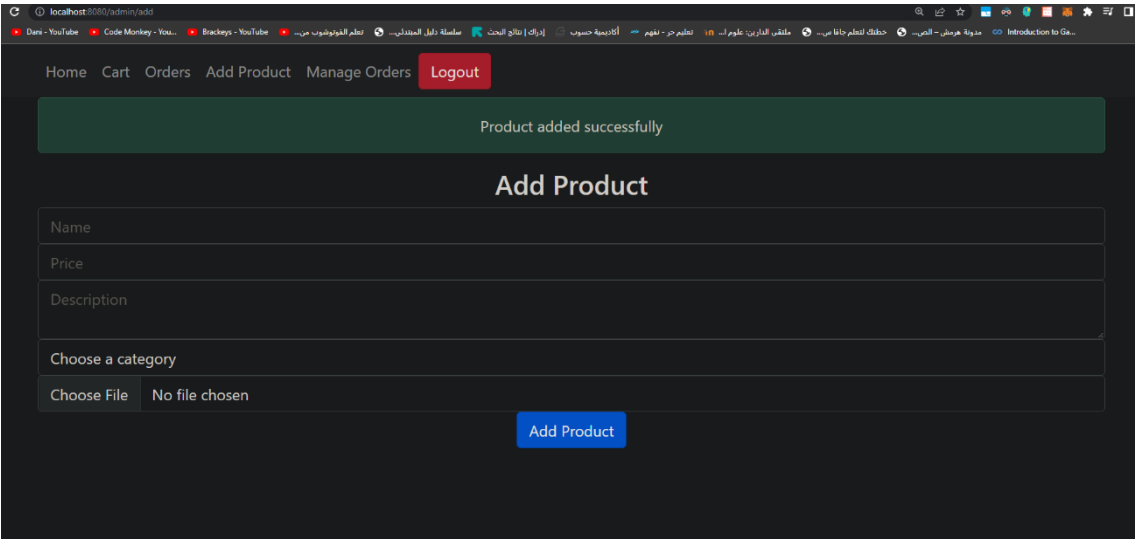 localhost:8080/admin/add
Dani - YouTube Code Monkey - You... Brackeys - YouTube تعلم الفوتوشوب من... سلسلة دليل المبتدئ... إدراك | نتائج البحث أكاديمية حسوب تعليم حر - نفهم ملتقى الدارين: علوم ا... خطتك لتعلم جافا س... مدونة هرمش – الص... Introduction to Ga...
Home Cart Orders Add Product Manage Orders Logout
Product added successfully
Add Product
Name
Price
Description
Choose a category
Choose File No file chosen
Add Product